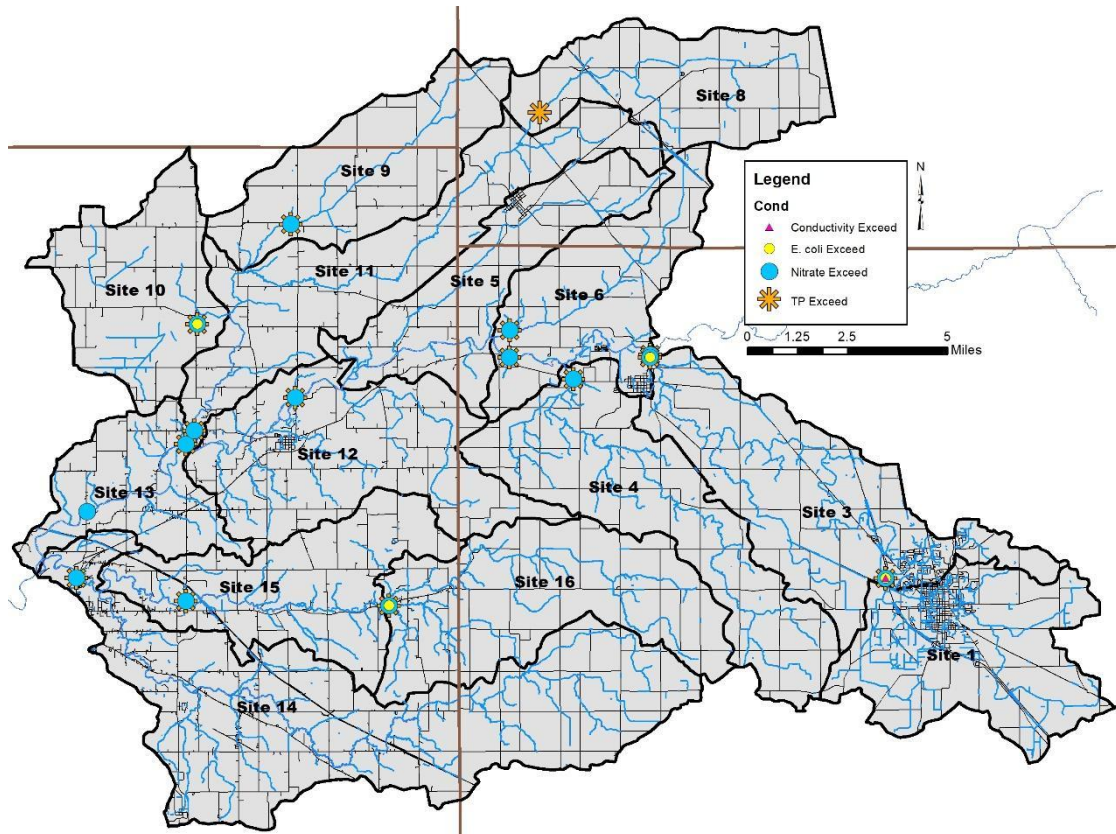 Site 8
Site 9
Legend
Cond
Conductivity Exceed
E. coli Exceed
Nitrate Exceed
TP Exceed
N
Site 11
Site 5
Site 6
Site 10
0 1.25 2.5 5
Miles
Site 12
Site 13
Site 4
Site 3
Site 15
Site 16
Site 1
Site 14